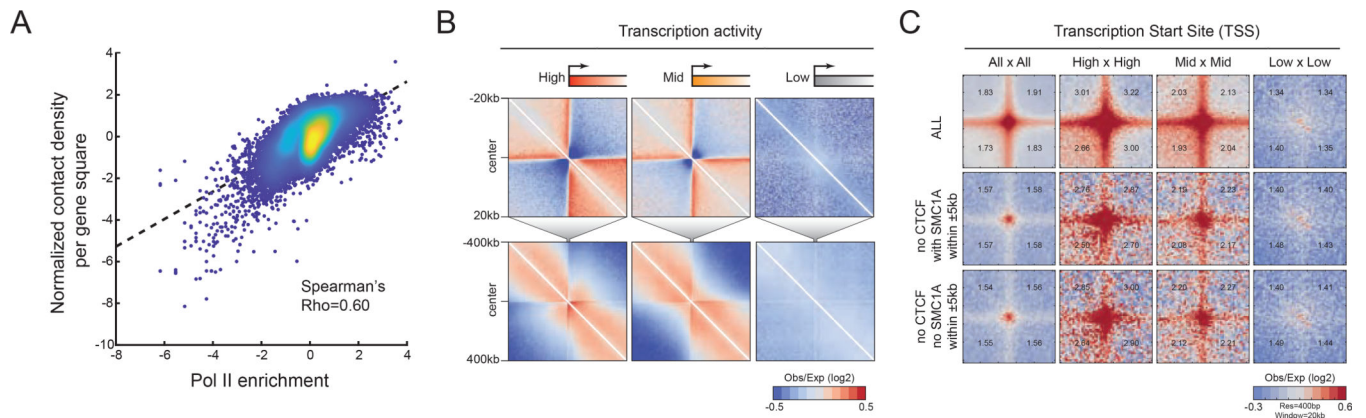 A
Normalized contact density
per gene square
4
2
0
-2
-4
-6
-8
-10
-8
-6
-4
-2
0
2
4
Spearman's
Rho=0.60
Pol II enrichment
B
Transcription activity
High
Mid
Low
-20kb
center
20kb
-400kb
center
400kb
Obs/Exp (log2)
-0.5
0.5
C
Transcription Start Site (TSS)
All x All
High x High
Mid x Mid
Low x Low
ALL
1.83
1.91
3.01
3.22
2.03
2.13
1.34
1.34
1.73
1.83
2.66
3.00
1.93
2.04
1.40
1.35
no CTCF
with SMC1A
within ±5kb
1.57
1.58
2.76
2.87
2.19
2.23
1.40
1.40
1.57
1.58
2.50
2.70
2.08
2.17
1.48
1.43
no CTCF
no SMC1A
within ±5kb
1.54
1.56
2.85
3.00
2.20
2.27
1.40
1.41
1.55
1.56
2.64
2.90
2.12
2.21
1.49
1.44
Obs/Exp (log2)
-0.3
Res=400bp
Window=20kb
0.6